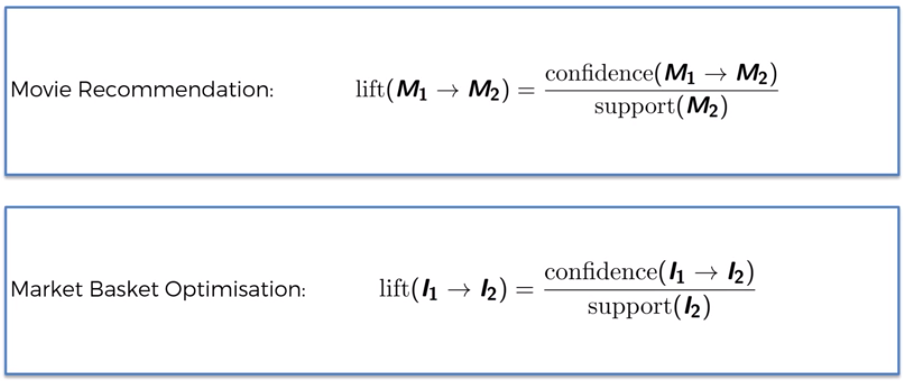 Movie Recommendation: lift(M₁ → M₂) = confidence(M₁ → M₂) / support(M₂)
Market Basket Optimisation: lift(I₁ → I₂) = confidence(I₁ → I₂) / support(I₂)